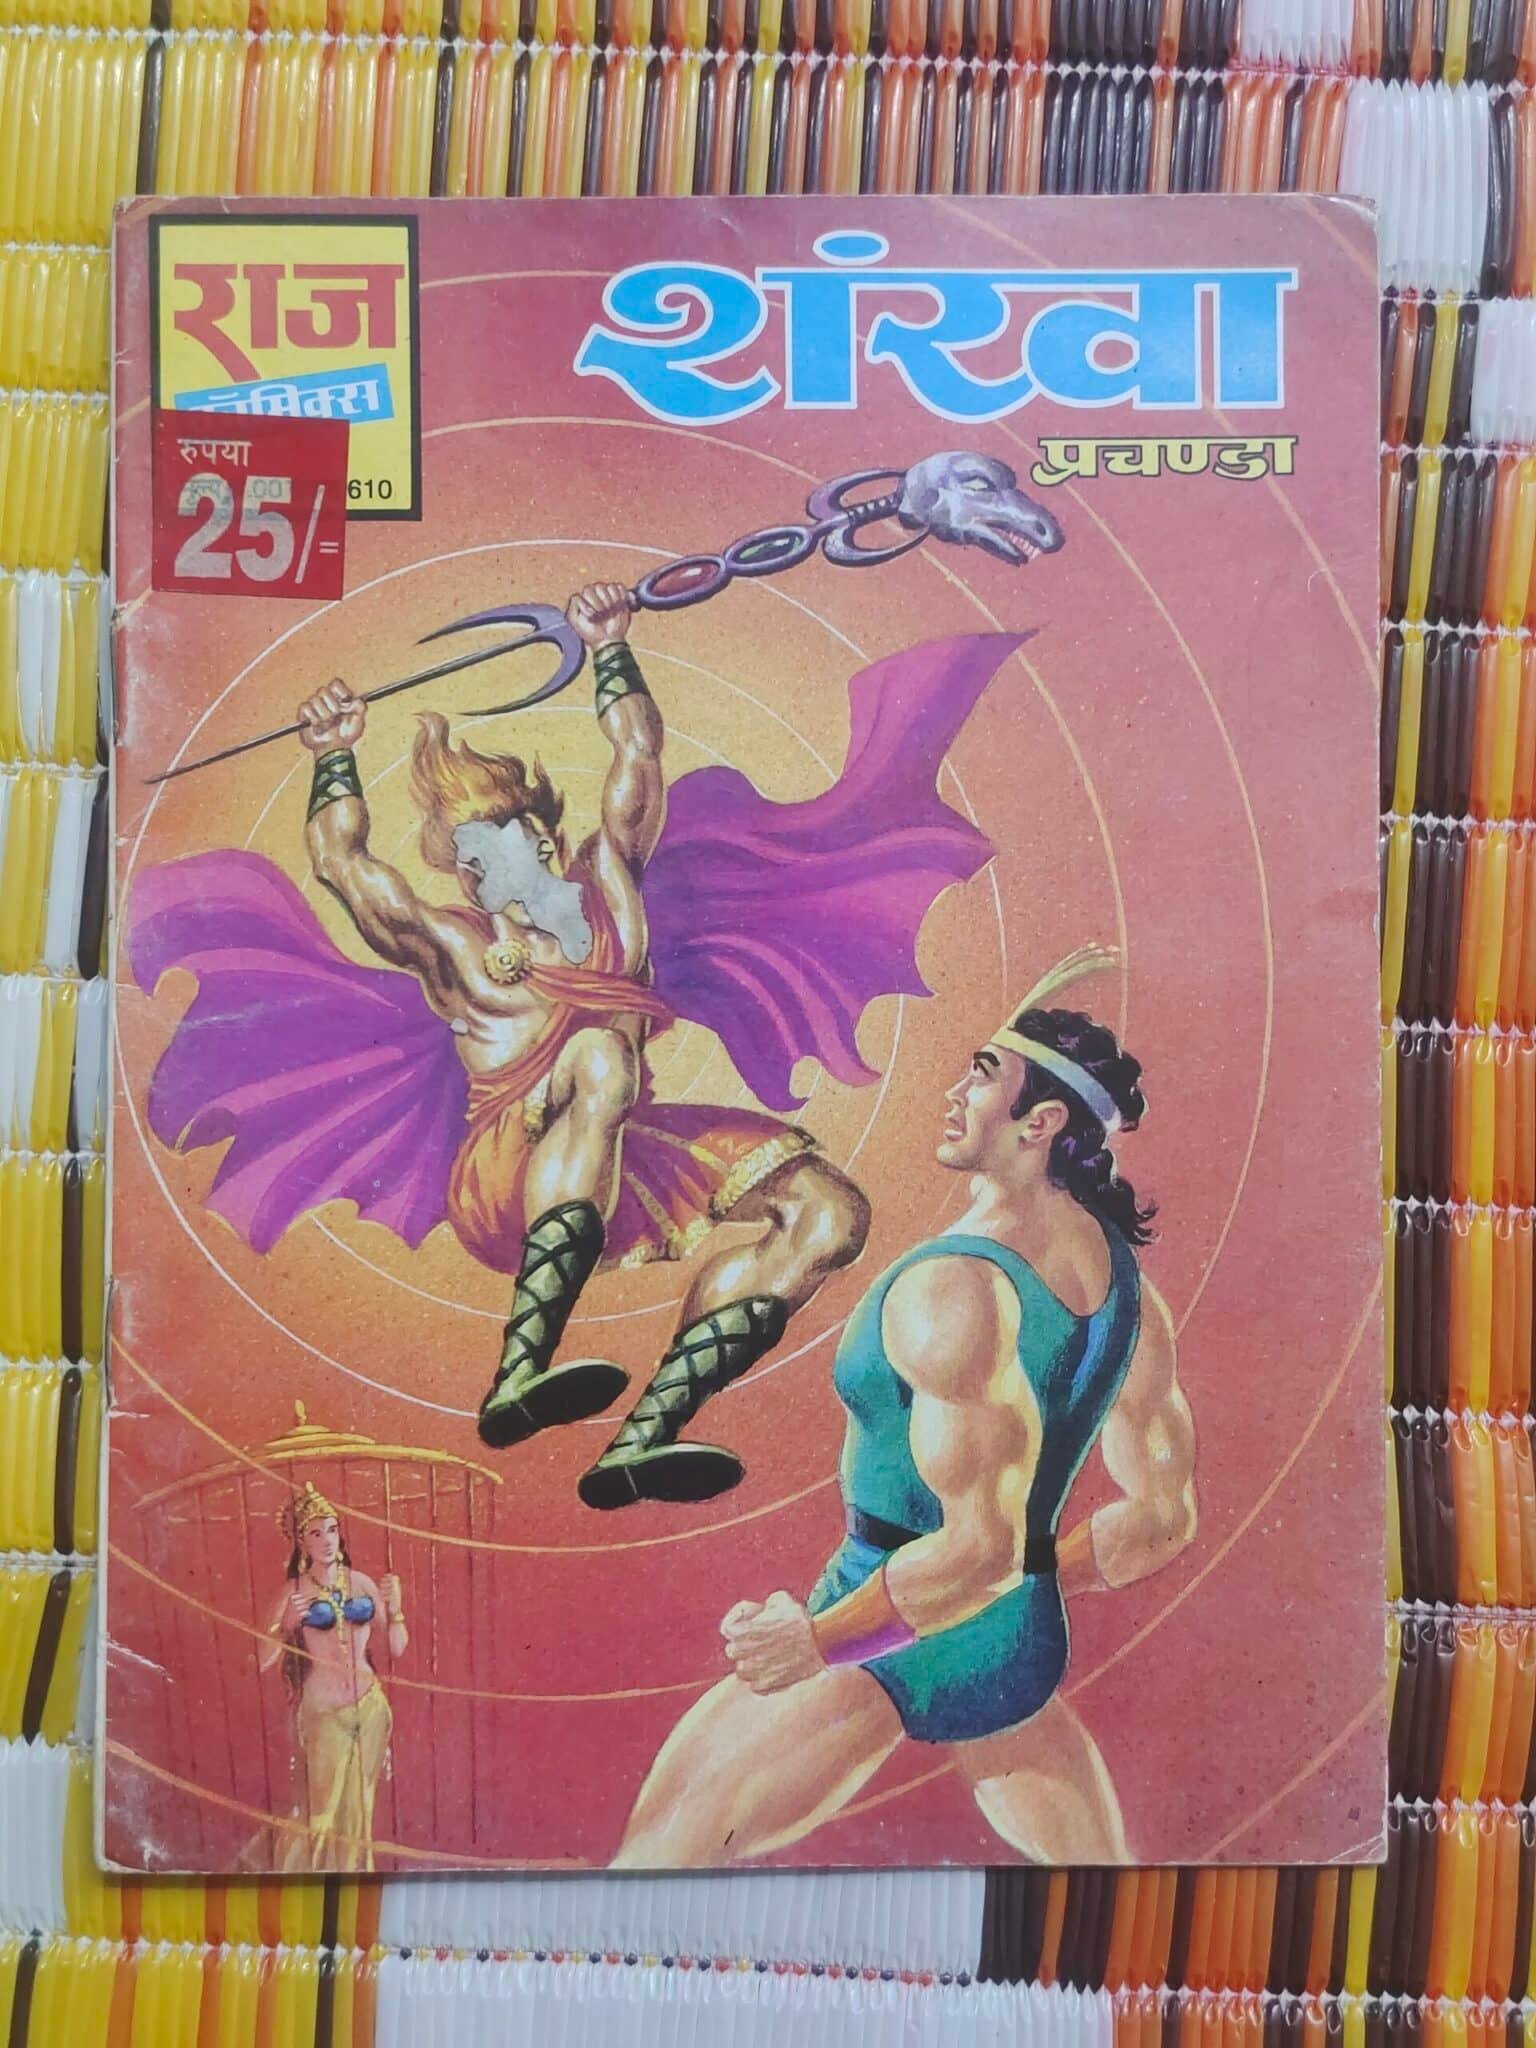 राज
कॉमिक्स
रुपया
25/=
610
शंखा
प्रचण्डा